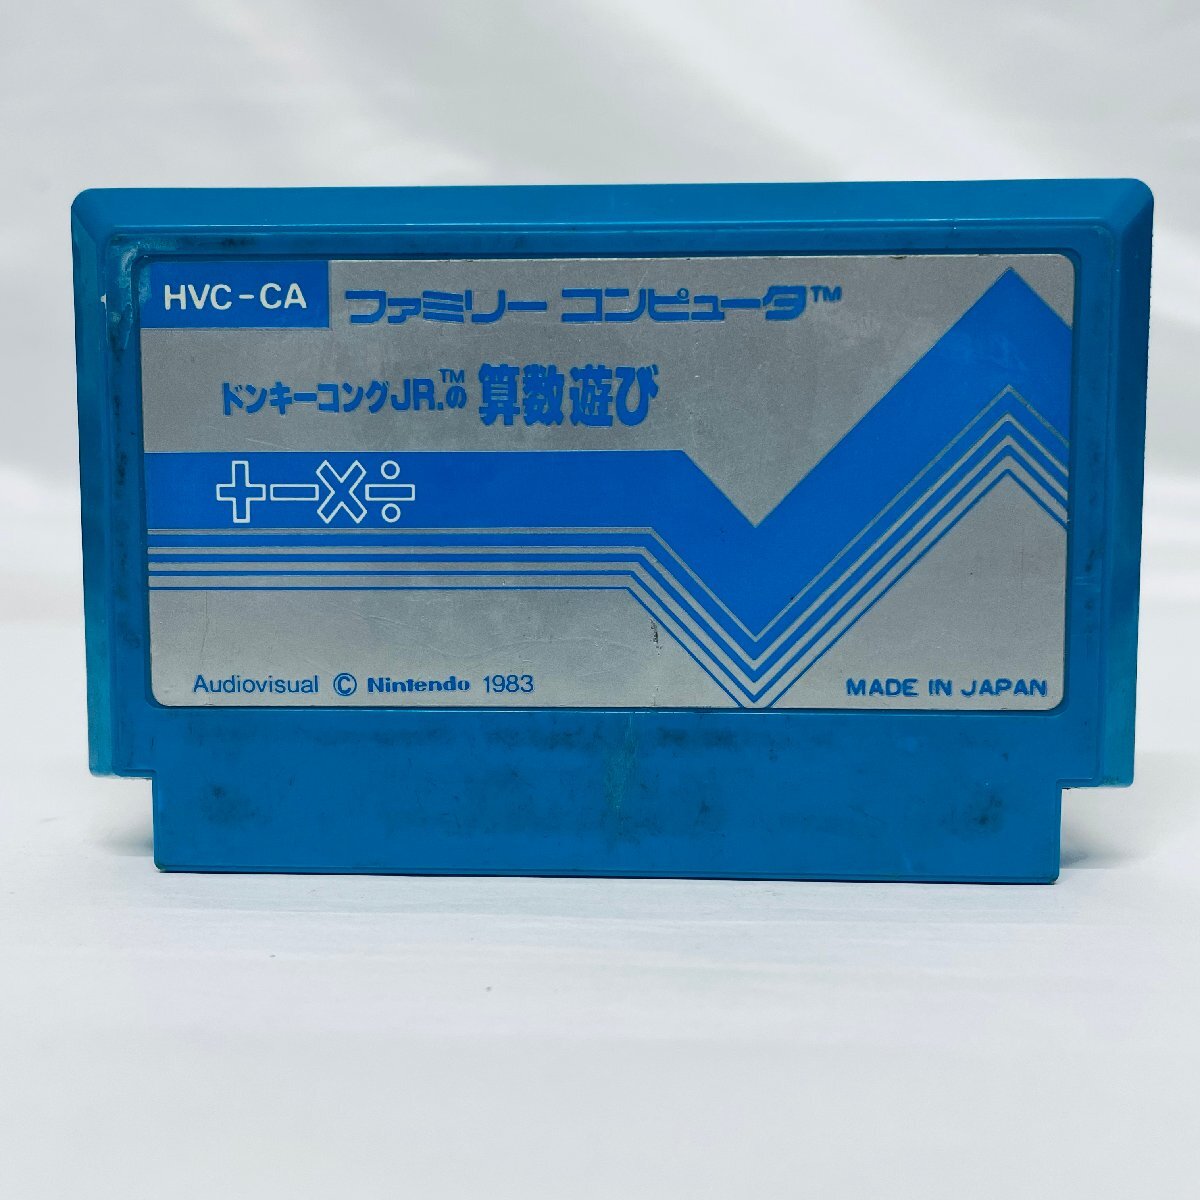 HVC-CA
ファミリー コンピュータ™
ドンキーコングJR.™の 算数遊び
+−×÷
Audiovisual © Nintendo 1983
MADE IN JAPAN